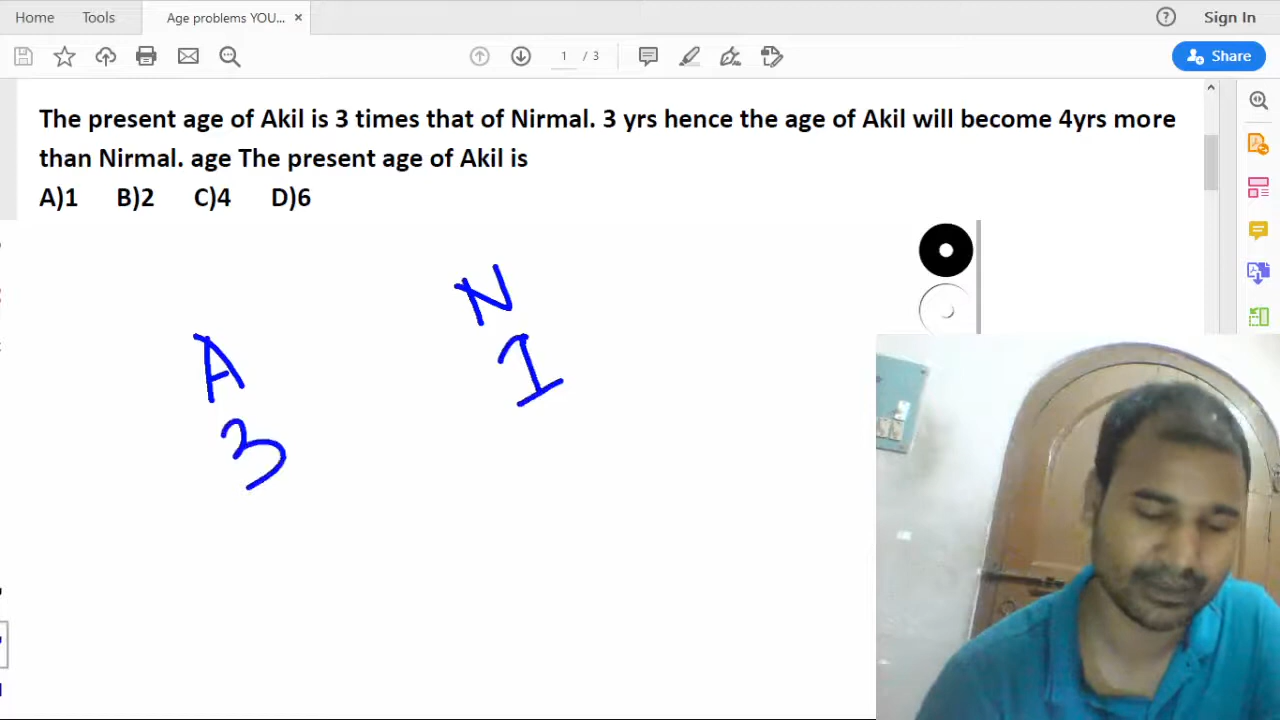 Home Tools Age problems YOU... ×
? Sign In
1 / 3 Share
The present age of Akil is 3 times that of Nirmal. 3 yrs hence the age of Akil will become 4yrs more
than Nirmal. age The present age of Akil is
A)1 B)2 C)4 D)6
N
A 1
3